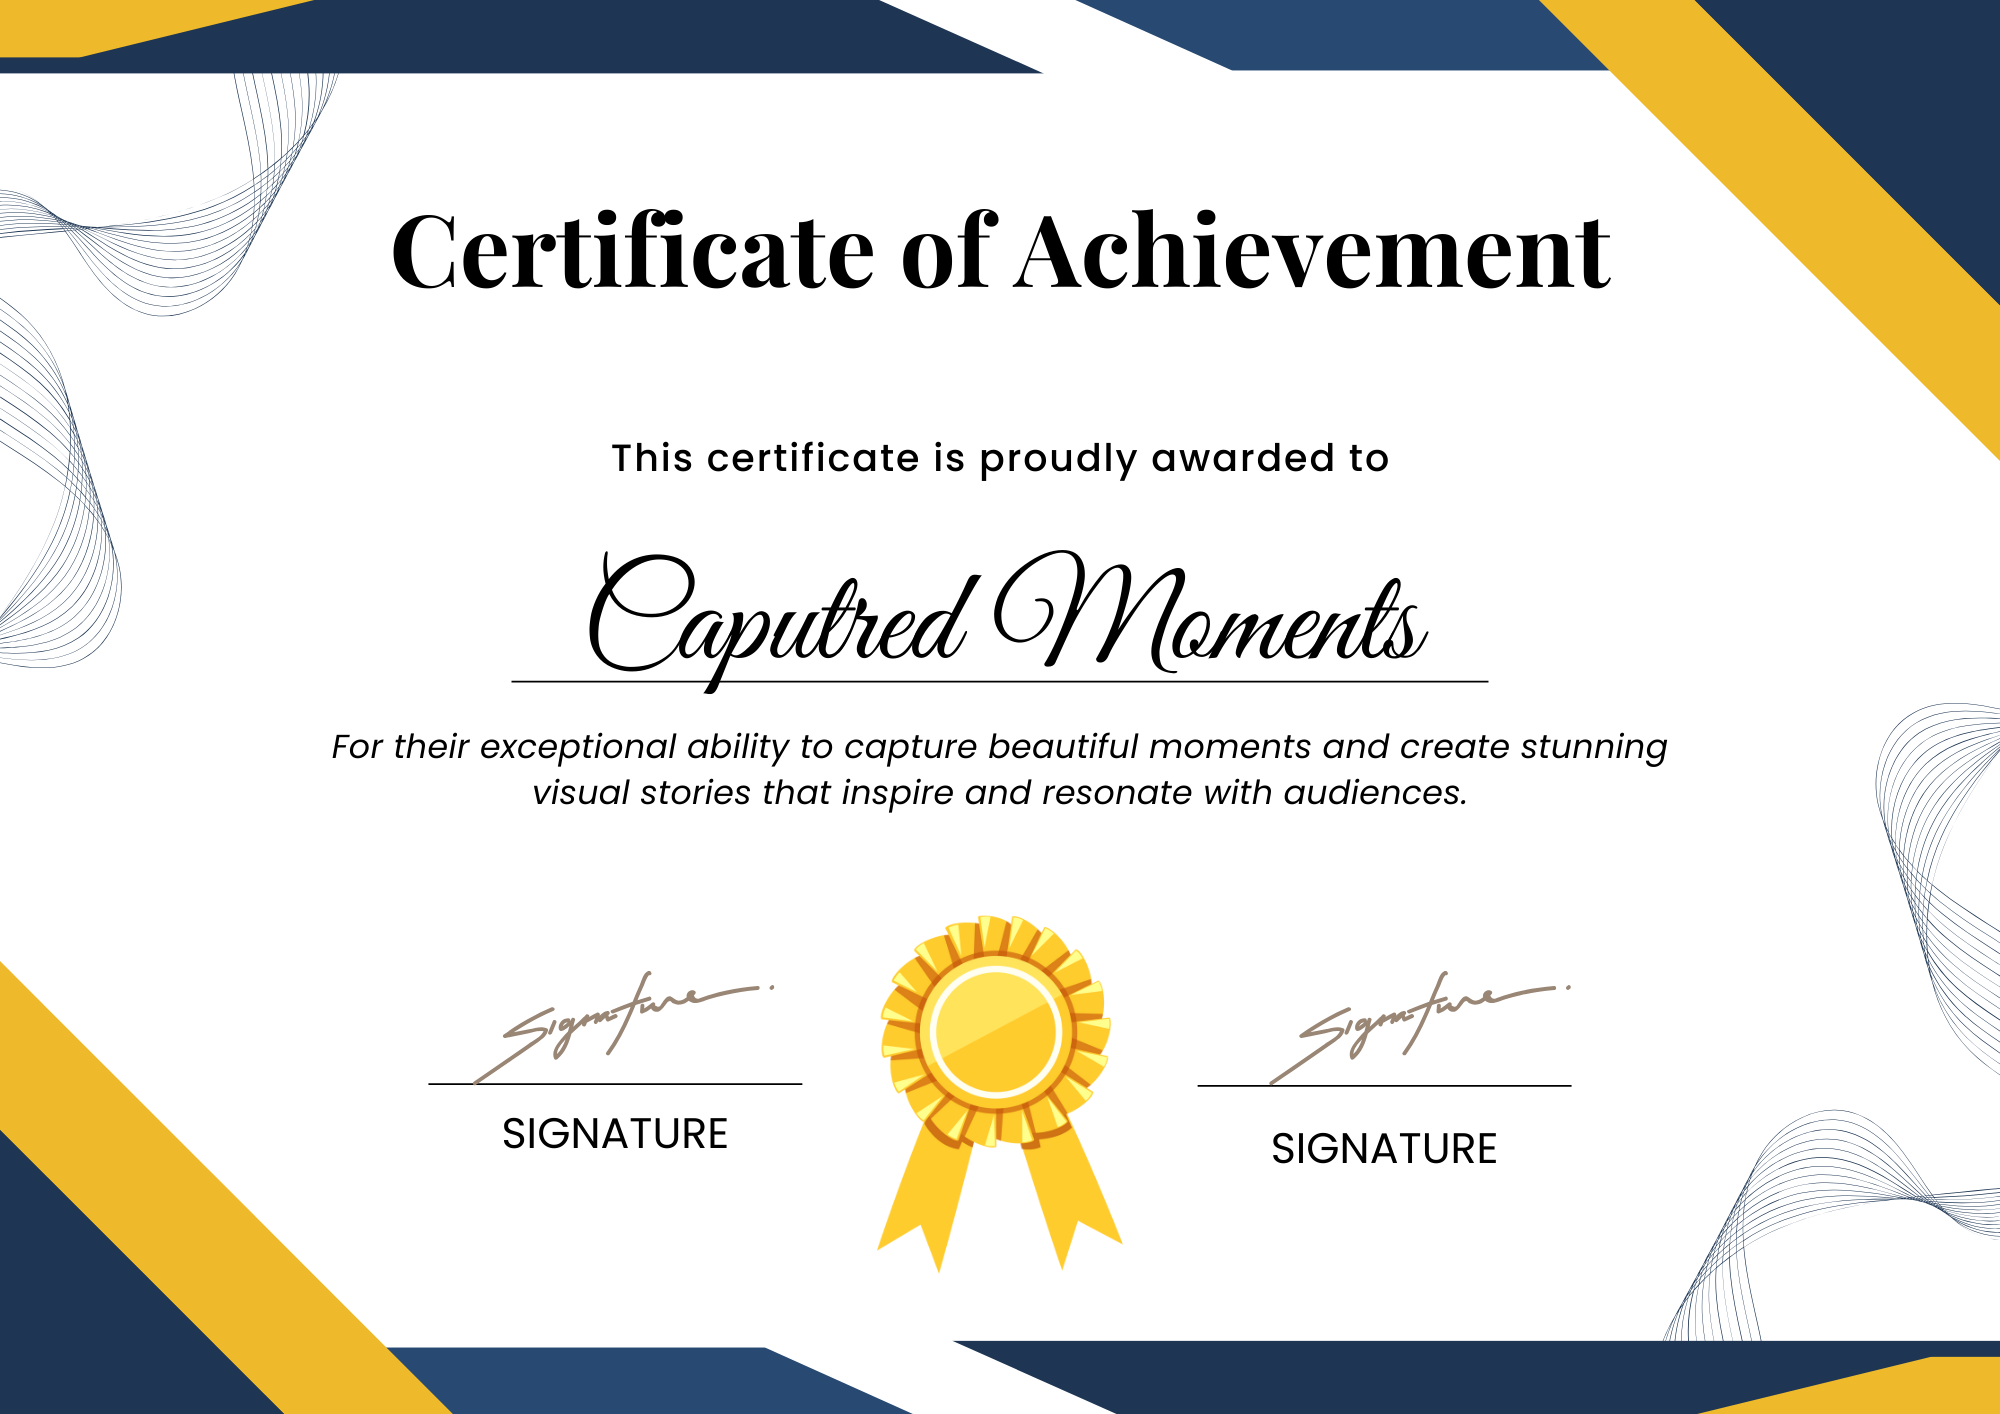 Certificate of Achievement
This certificate is proudly awarded to
Caputred Moments
For their exceptional ability to capture beautiful moments and create stunning
visual stories that inspire and resonate with audiences.
Signature
Signature
SIGNATURE
SIGNATURE